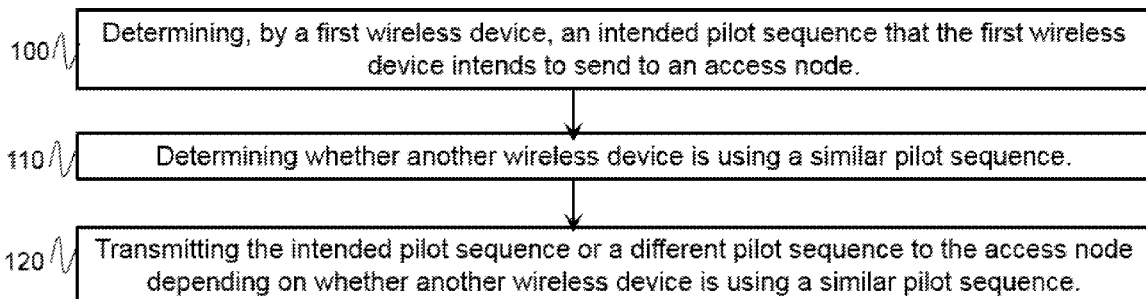 100
Determining, by a first wireless device, an intended pilot sequence that the first wireless
device intends to send to an access node.
110
Determining whether another wireless device is using a similar pilot sequence.
120
Transmitting the intended pilot sequence or a different pilot sequence to the access node
depending on whether another wireless device is using a similar pilot sequence.